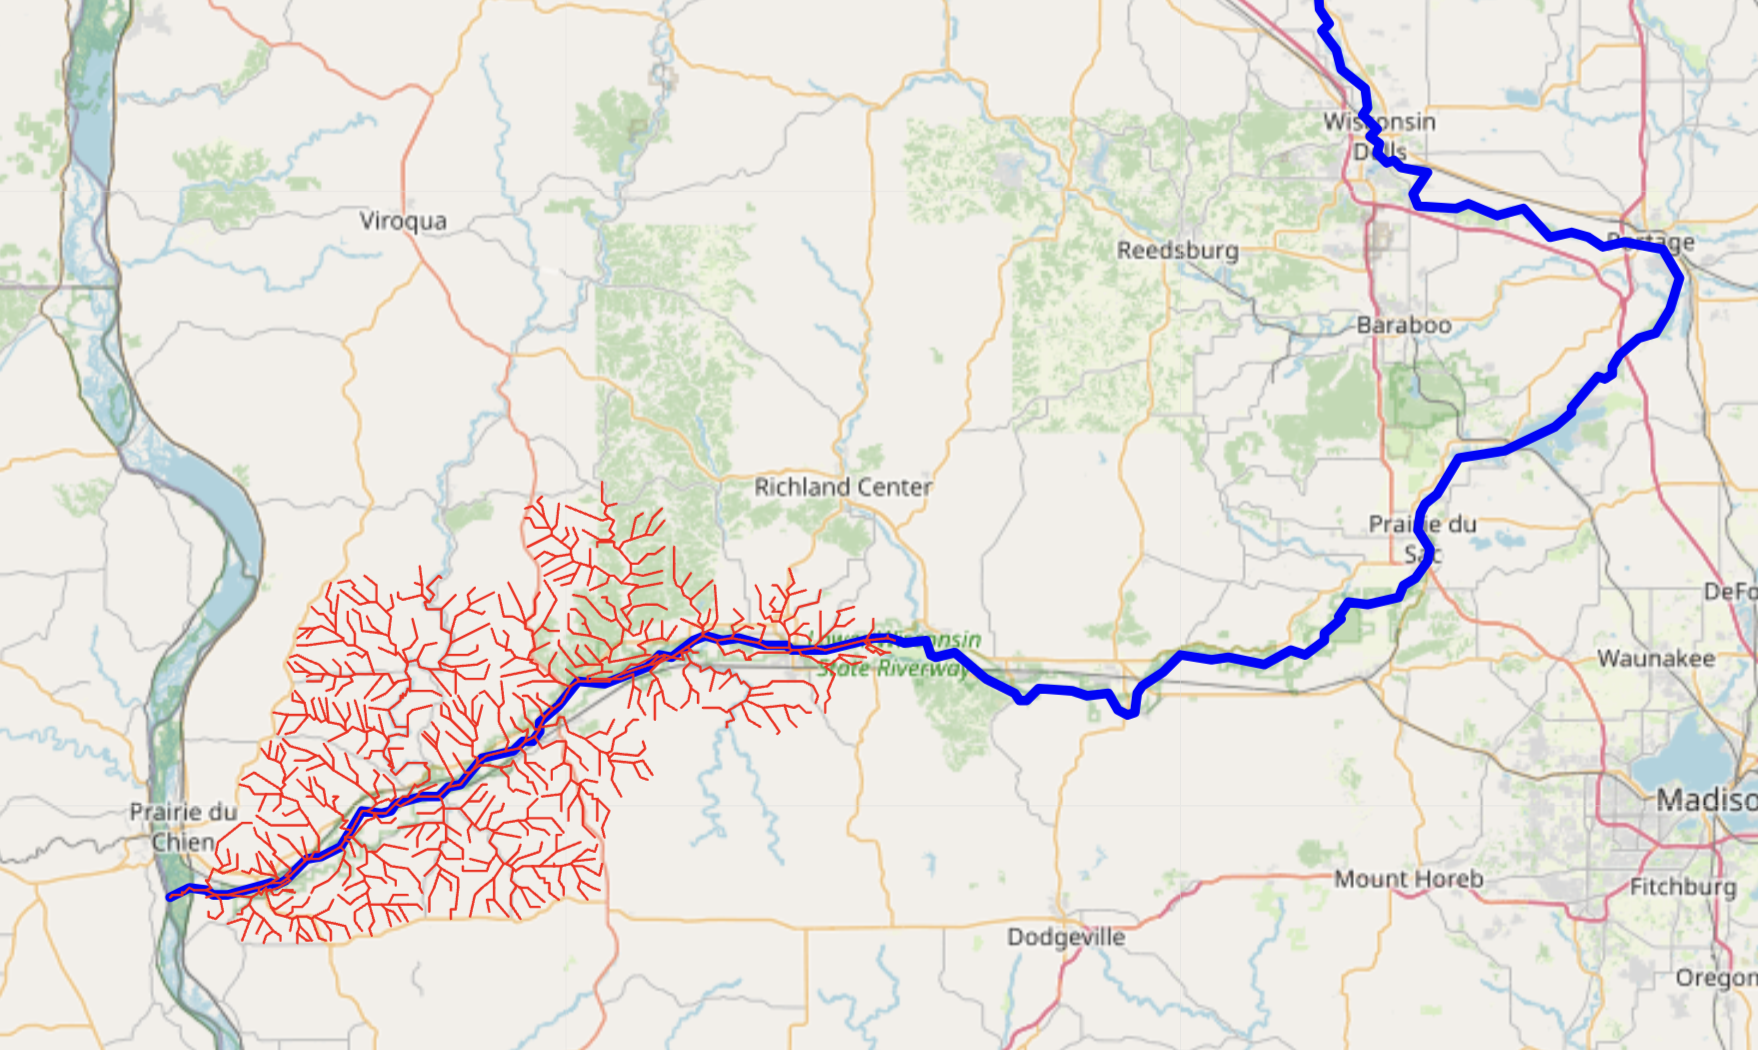 Wisconsin
Dells
Viroqua
Portage
Reedsburg
Baraboo
Richland Center
Prairie du
Sac
DeFo
Lower Wisconsin
State Riverway
Waunakee
Madiso
Prairie du
Chien
Mount Horeb
Fitchburg
Dodgeville
Oregon